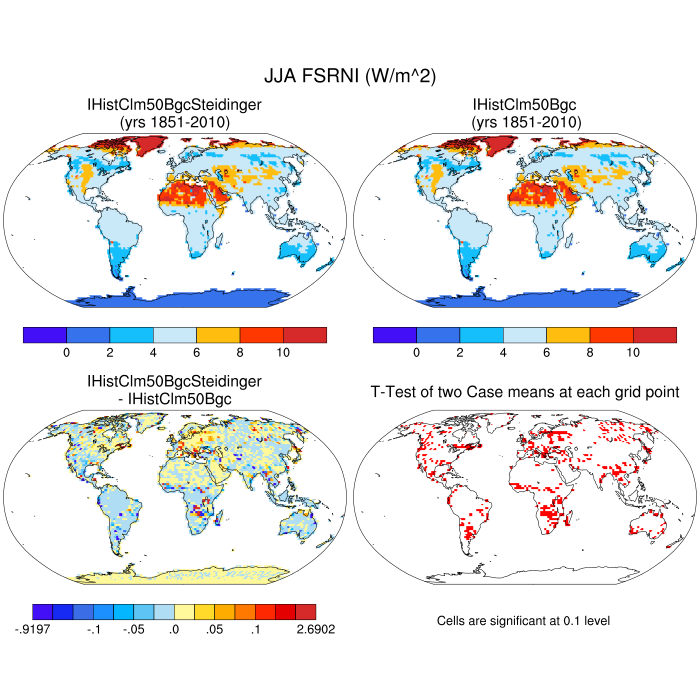 JJA FSRNI (W/m^2)
IHistClm50BgcSteidinger
(yrs 1851-2010)
IHistClm50Bgc
(yrs 1851-2010)
0 2 4 6 8 10
0 2 4 6 8 10
IHistClm50BgcSteidinger
- IHistClm50Bgc
T-Test of two Case means at each grid point
-.9197 -.1 -.05 .0 .05 .1 2.6902
Cells are significant at 0.1 level